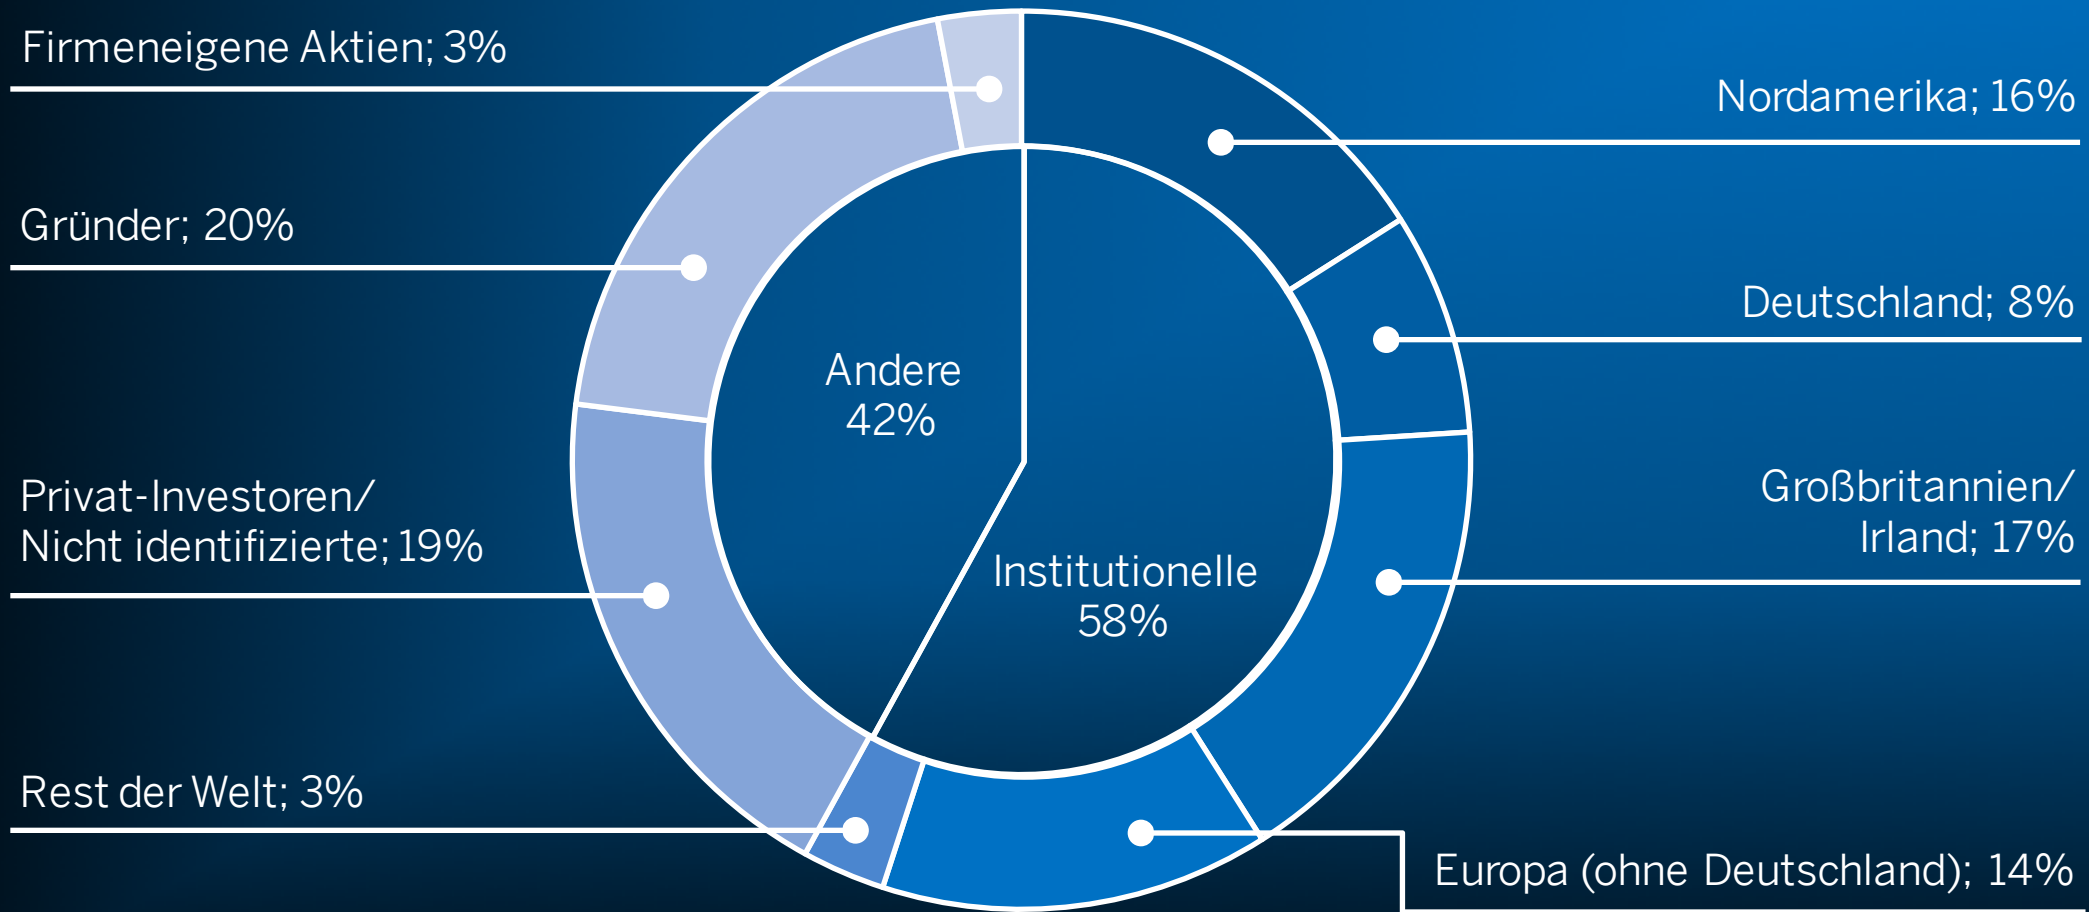 Firmeneigene Aktien; 3%
Gründer; 20%
Privat-Investoren/
Nicht identifizierte; 19%
Rest der Welt; 3%
Andere
42%
Institutionelle
58%
Nordamerika; 16%
Deutschland; 8%
Großbritannien/
Irland; 17%
Europa (ohne Deutschland); 14%